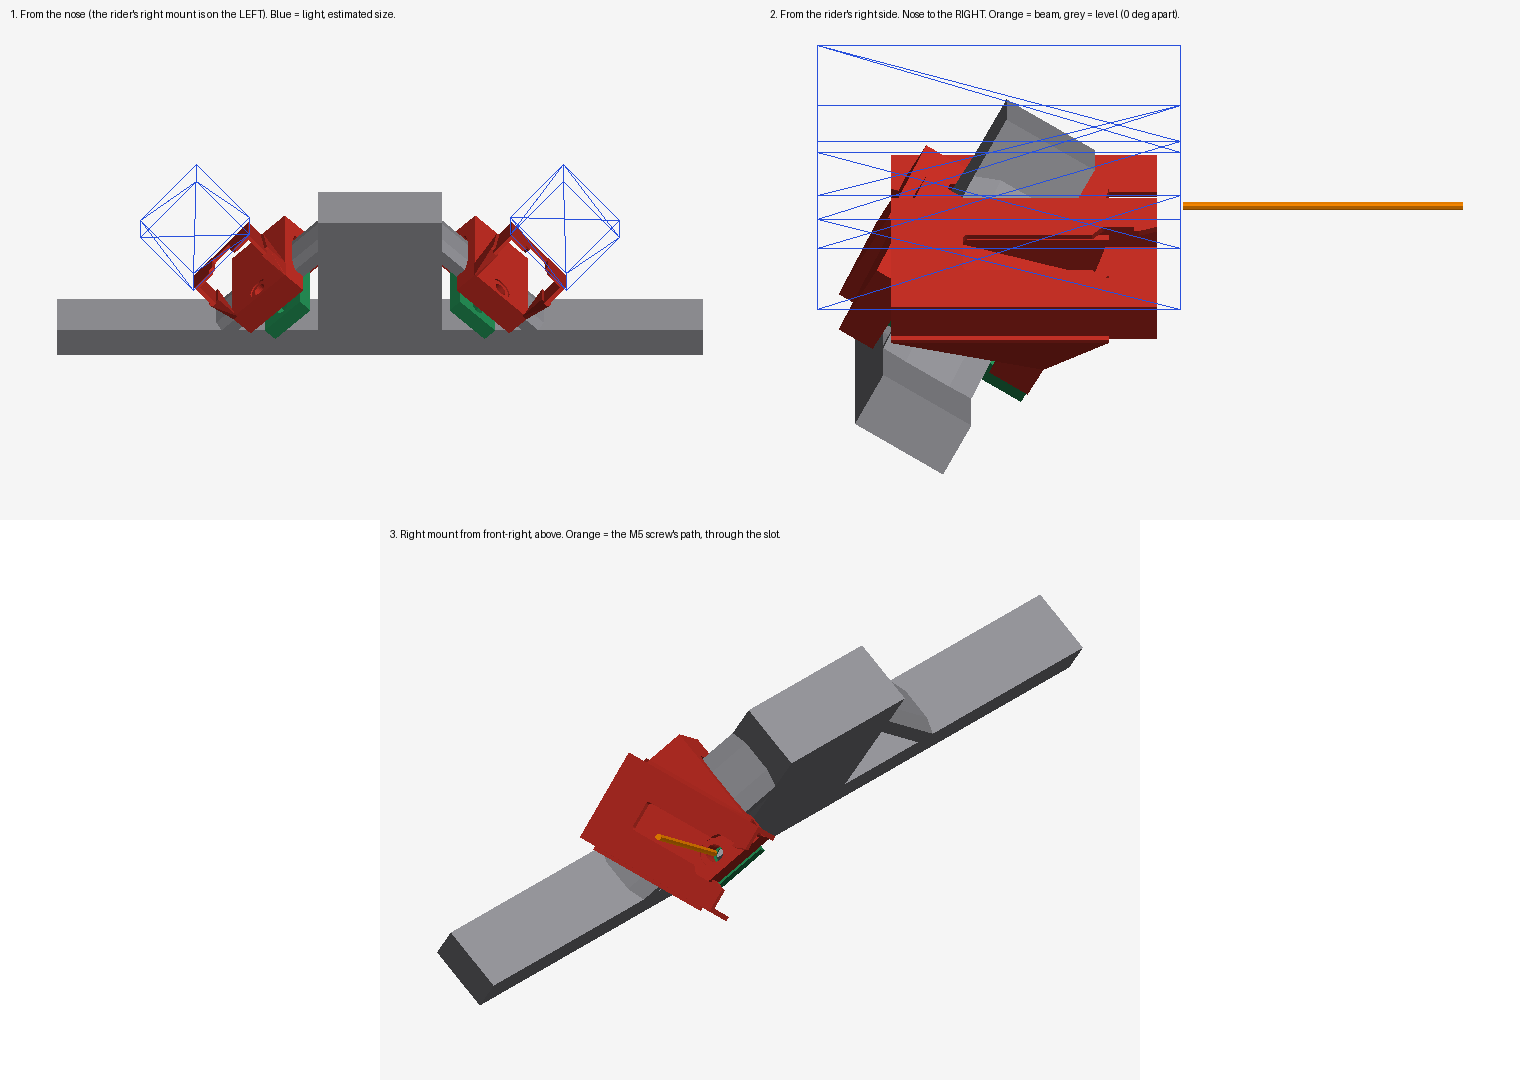 1. From the nose (the rider's right mount is on the LEFT). Blue = light, estimated size.
2. From the rider's right side. Nose to the RIGHT. Orange = beam, grey = level (0 deg apart).
3. Right mount from front-right, above. Orange = the M5 screw's path, through the slot.